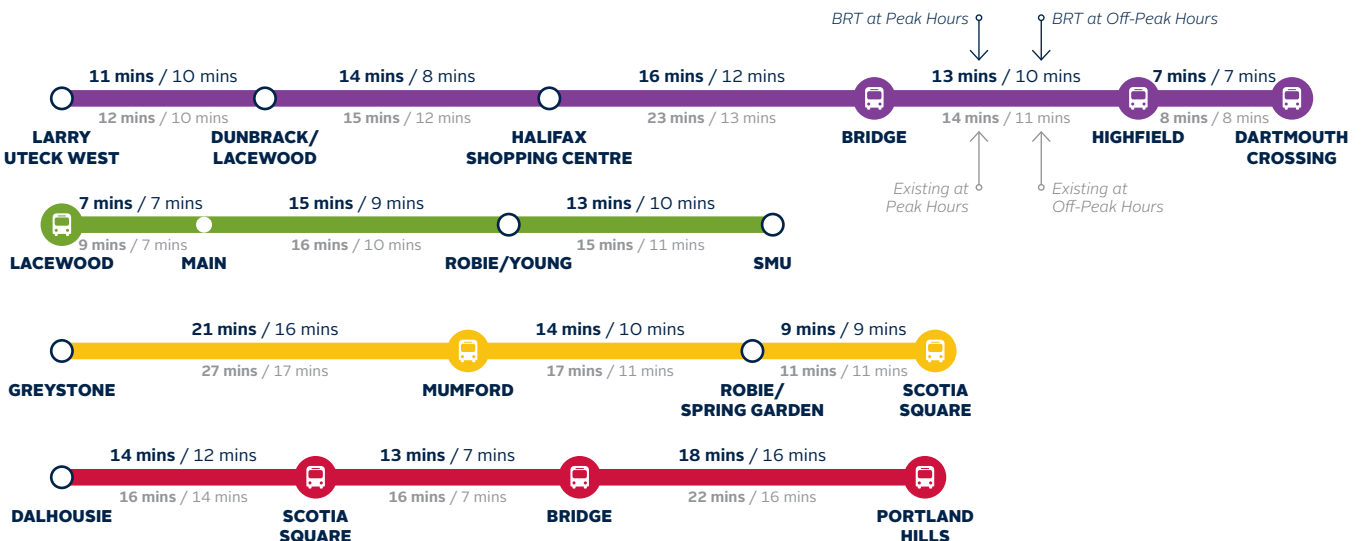 BRT at Peak Hours
BRT at Off-Peak Hours
11 mins / 10 mins
14 mins / 8 mins
16 mins / 12 mins
13 mins / 10 mins
7 mins / 7 mins
12 mins / 10 mins
15 mins / 12 mins
23 mins / 13 mins
14 mins / 11 mins
8 mins / 8 mins
LARRY
UTECK WEST
DUNBRACK/
LACEWOOD
HALIFAX
SHOPPING CENTRE
BRIDGE
HIGHFIELD
DARTMOUTH
CROSSING
Existing at
Peak Hours
Existing at
Off-Peak Hours
7 mins / 7 mins
15 mins / 9 mins
13 mins / 10 mins
9 mins / 7 mins
16 mins / 10 mins
15 mins / 11 mins
LACEWOOD
MAIN
ROBIE/YOUNG
SMU
21 mins / 16 mins
14 mins / 10 mins
9 mins / 9 mins
27 mins / 17 mins
17 mins / 11 mins
11 mins / 11 mins
GREYSTONE
MUMFORD
ROBIE/
SPRING GARDEN
SCOTIA
SQUARE
14 mins / 12 mins
13 mins / 7 mins
18 mins / 16 mins
16 mins / 14 mins
16 mins / 7 mins
22 mins / 16 mins
DALHOUSIE
SCOTIA
SQUARE
BRIDGE
PORTLAND
HILLS